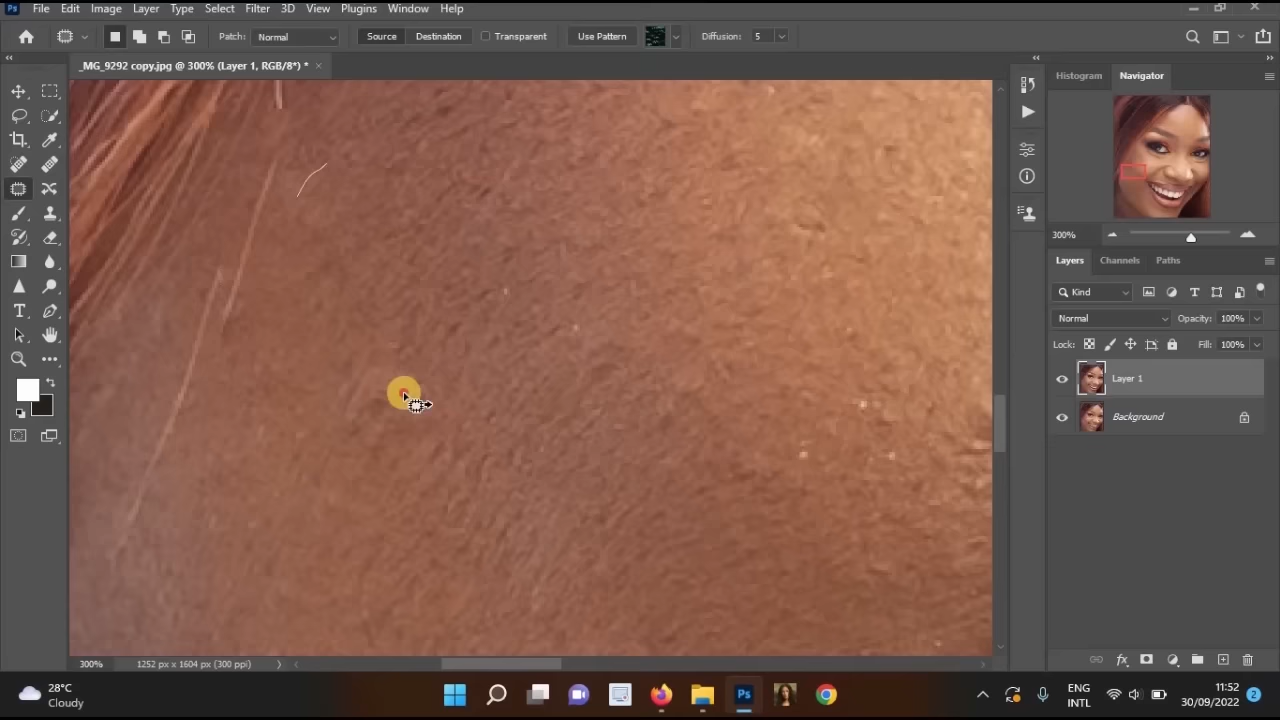 Ps File Edit Image Layer Type Select Filter 3D View Plugins Window Help
Patch: Normal Source Destination Transparent Use Pattern Diffusion: 5
_MG_9292 copy.jpg @ 300% (Layer 1, RGB/8*) * ×
Histogram Navigator
300%
Layers Channels Paths
Kind
Normal Opacity: 100%
Lock: Fill: 100%
Layer 1
Background
300% 1252 px x 1604 px (300 ppi)
fx
28°C
Cloudy
Ps
ENG
INTL
11:52
30/09/2022
2